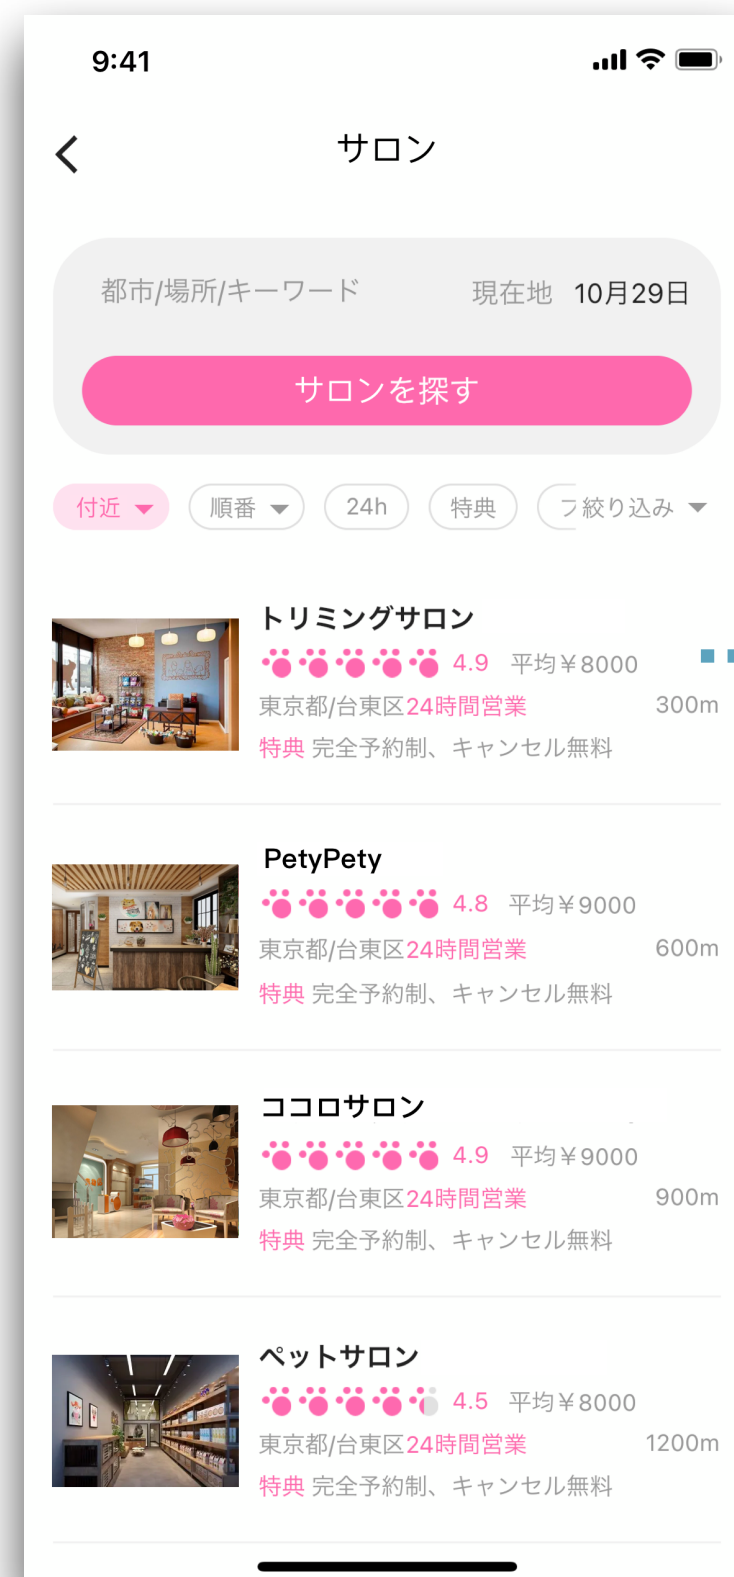 9:41
サロン
都市/場所/キーワード 現在地 10月29日
サロンを探す
付近 順番 24h 特典 絞り込み
トリミングサロン
4.9 平均¥8000
東京都/台東区24時間営業 300m
特典 完全予約制、キャンセル無料
PetyPety
4.8 平均¥9000
東京都/台東区24時間営業 600m
特典 完全予約制、キャンセル無料
ココロサロン
4.9 平均¥9000
東京都/台東区24時間営業 900m
特典 完全予約制、キャンセル無料
ペットサロン
4.5 平均¥8000
東京都/台東区24時間営業 1200m
特典 完全予約制、キャンセル無料